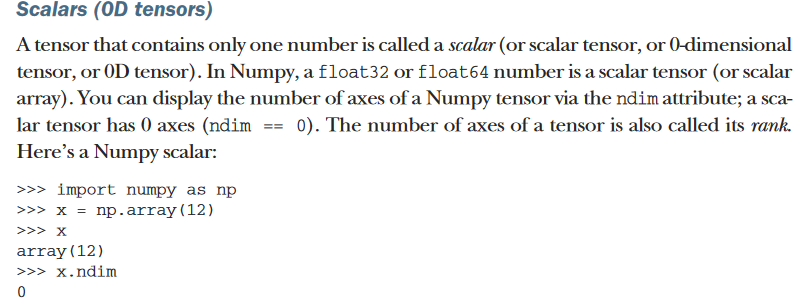 Scalars (0D tensors)
A tensor that contains only one number is called a scalar (or scalar tensor, or 0-dimensional
tensor, or 0D tensor). In Numpy, a float32 or float64 number is a scalar tensor (or scalar
array). You can display the number of axes of a Numpy tensor via the ndim attribute; a sca-
lar tensor has 0 axes (ndim == 0). The number of axes of a tensor is also called its rank.
Here's a Numpy scalar:
>>> import numpy as np
>>> x = np.array(12)
>>> x
array(12)
>>> x.ndim
0